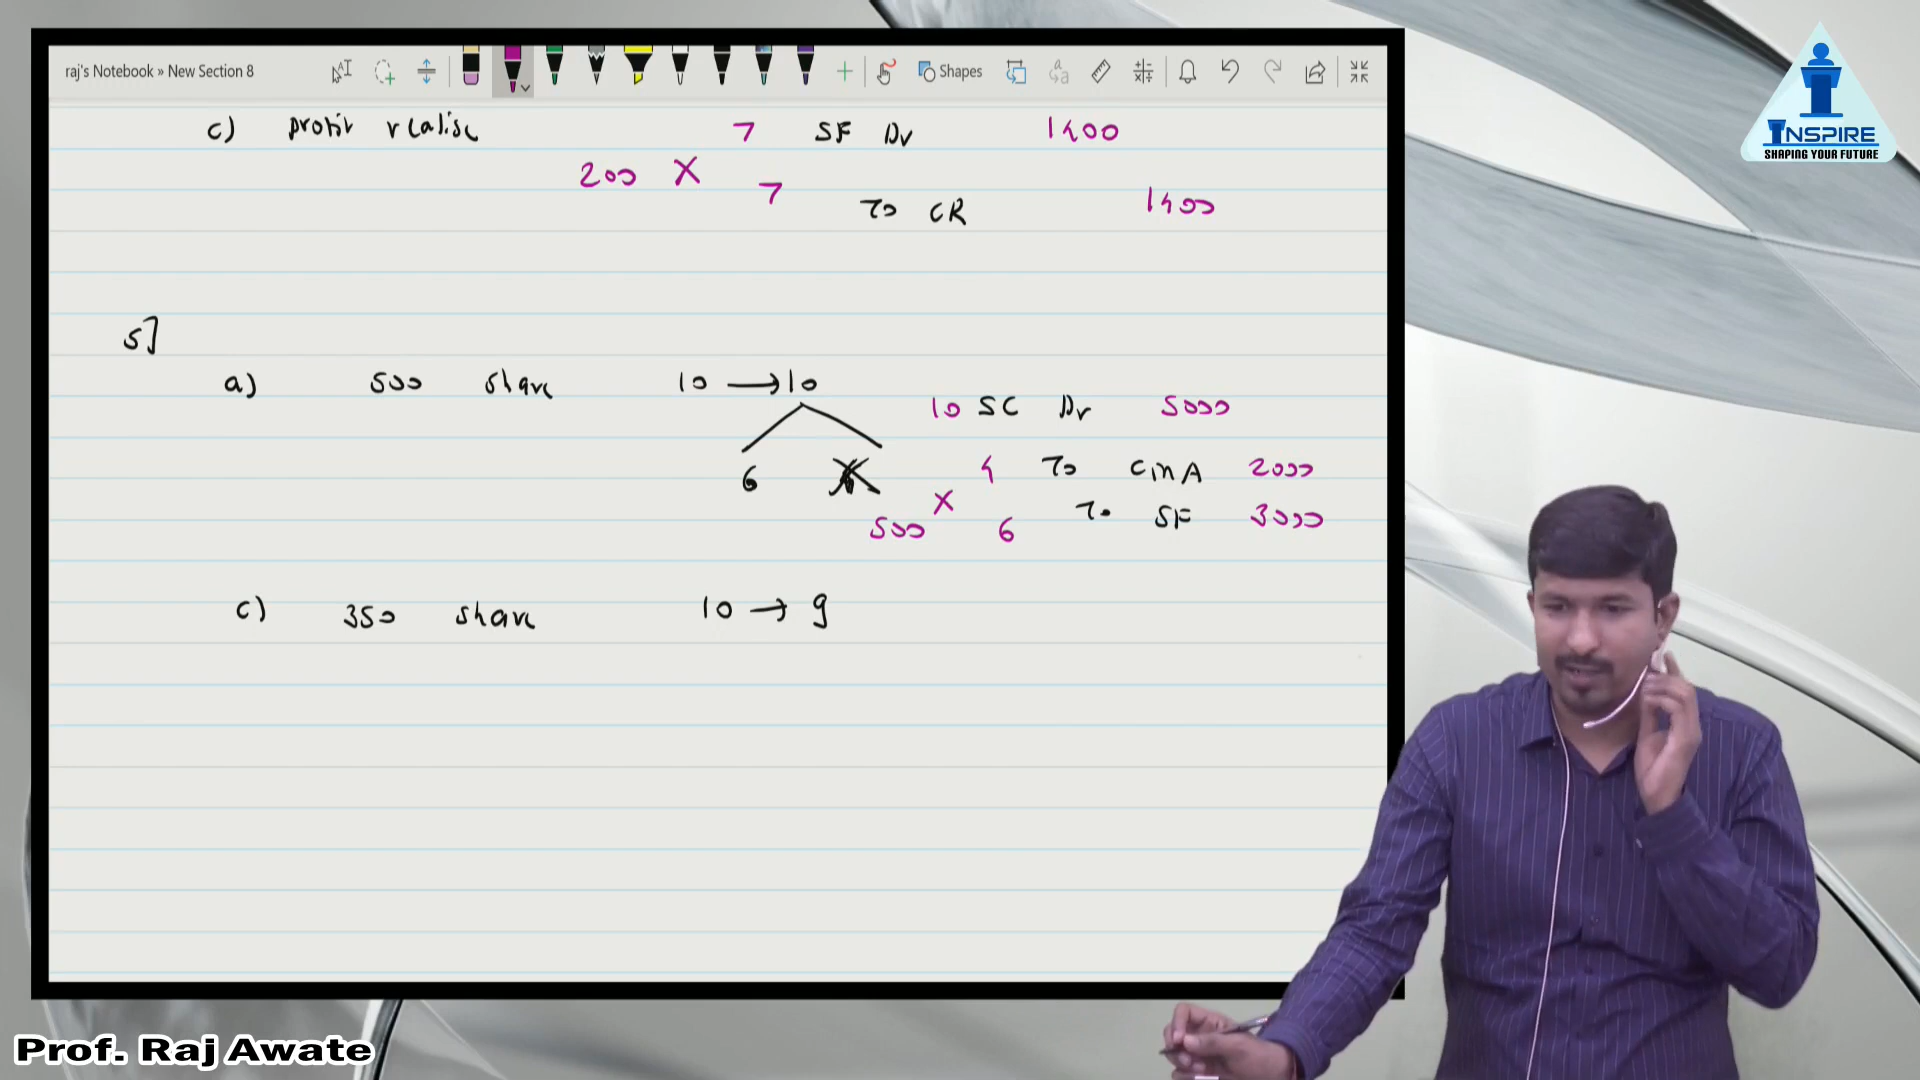 raj's Notebook » New Section 8
Shapes
INSPIRE
SHAPING YOUR FUTURE
c) profit realise 7 SF Dr 1400
200 X 7
To CR 1400
5]
a) 500 share 10 → 10
10 SC Dr 5000
6 4 To CinA 2000
X
500 6 To SF 3000
c) 350 share 10 → 9
Prof. Raj Awate